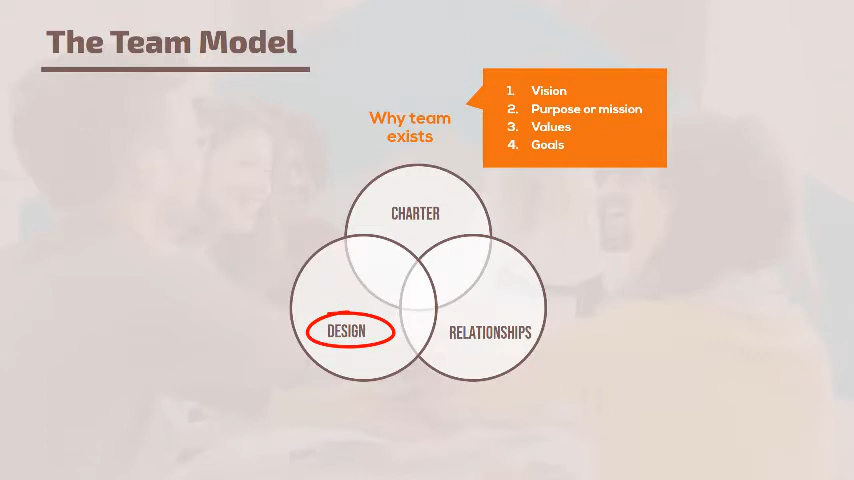 The Team Model
Why team
exists
1. Vision
2. Purpose or mission
3. Values
4. Goals
CHARTER
DESIGN
RELATIONSHIPS